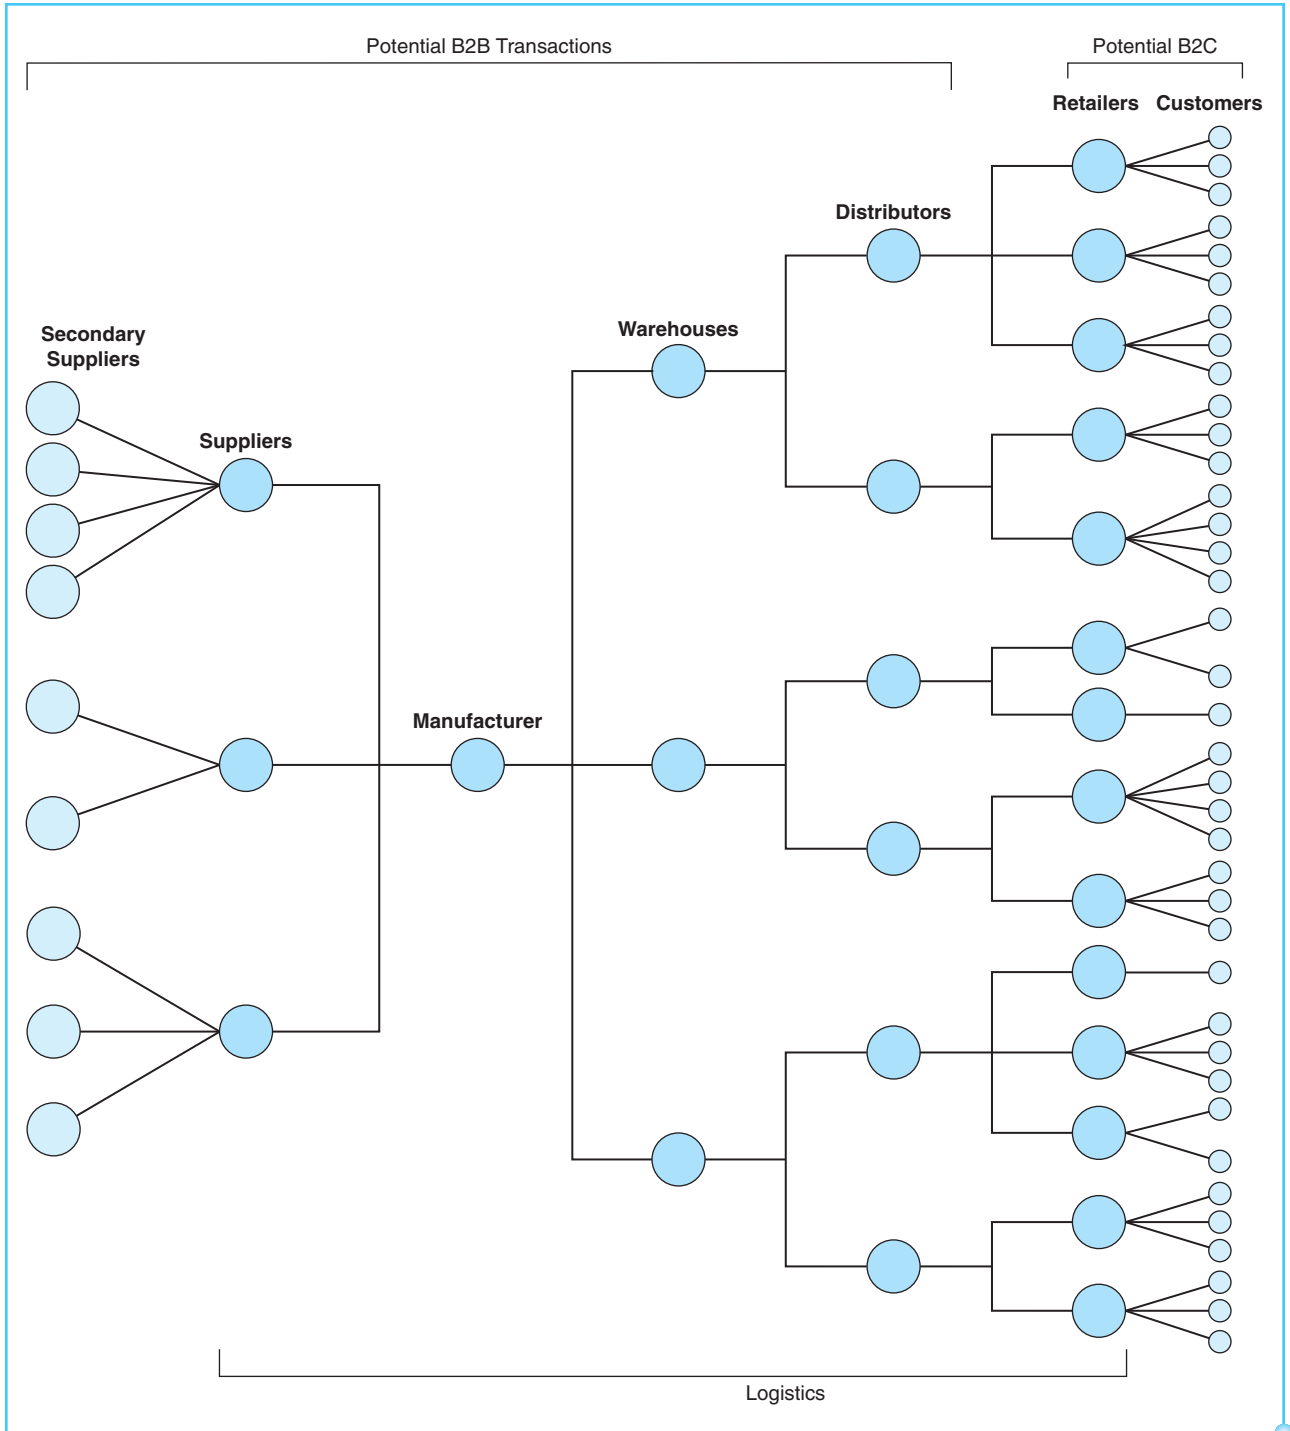 Potential B2B Transactions
Potential B2C
Retailers
Customers
Distributors
Warehouses
Secondary
Suppliers
Suppliers
Manufacturer
Logistics